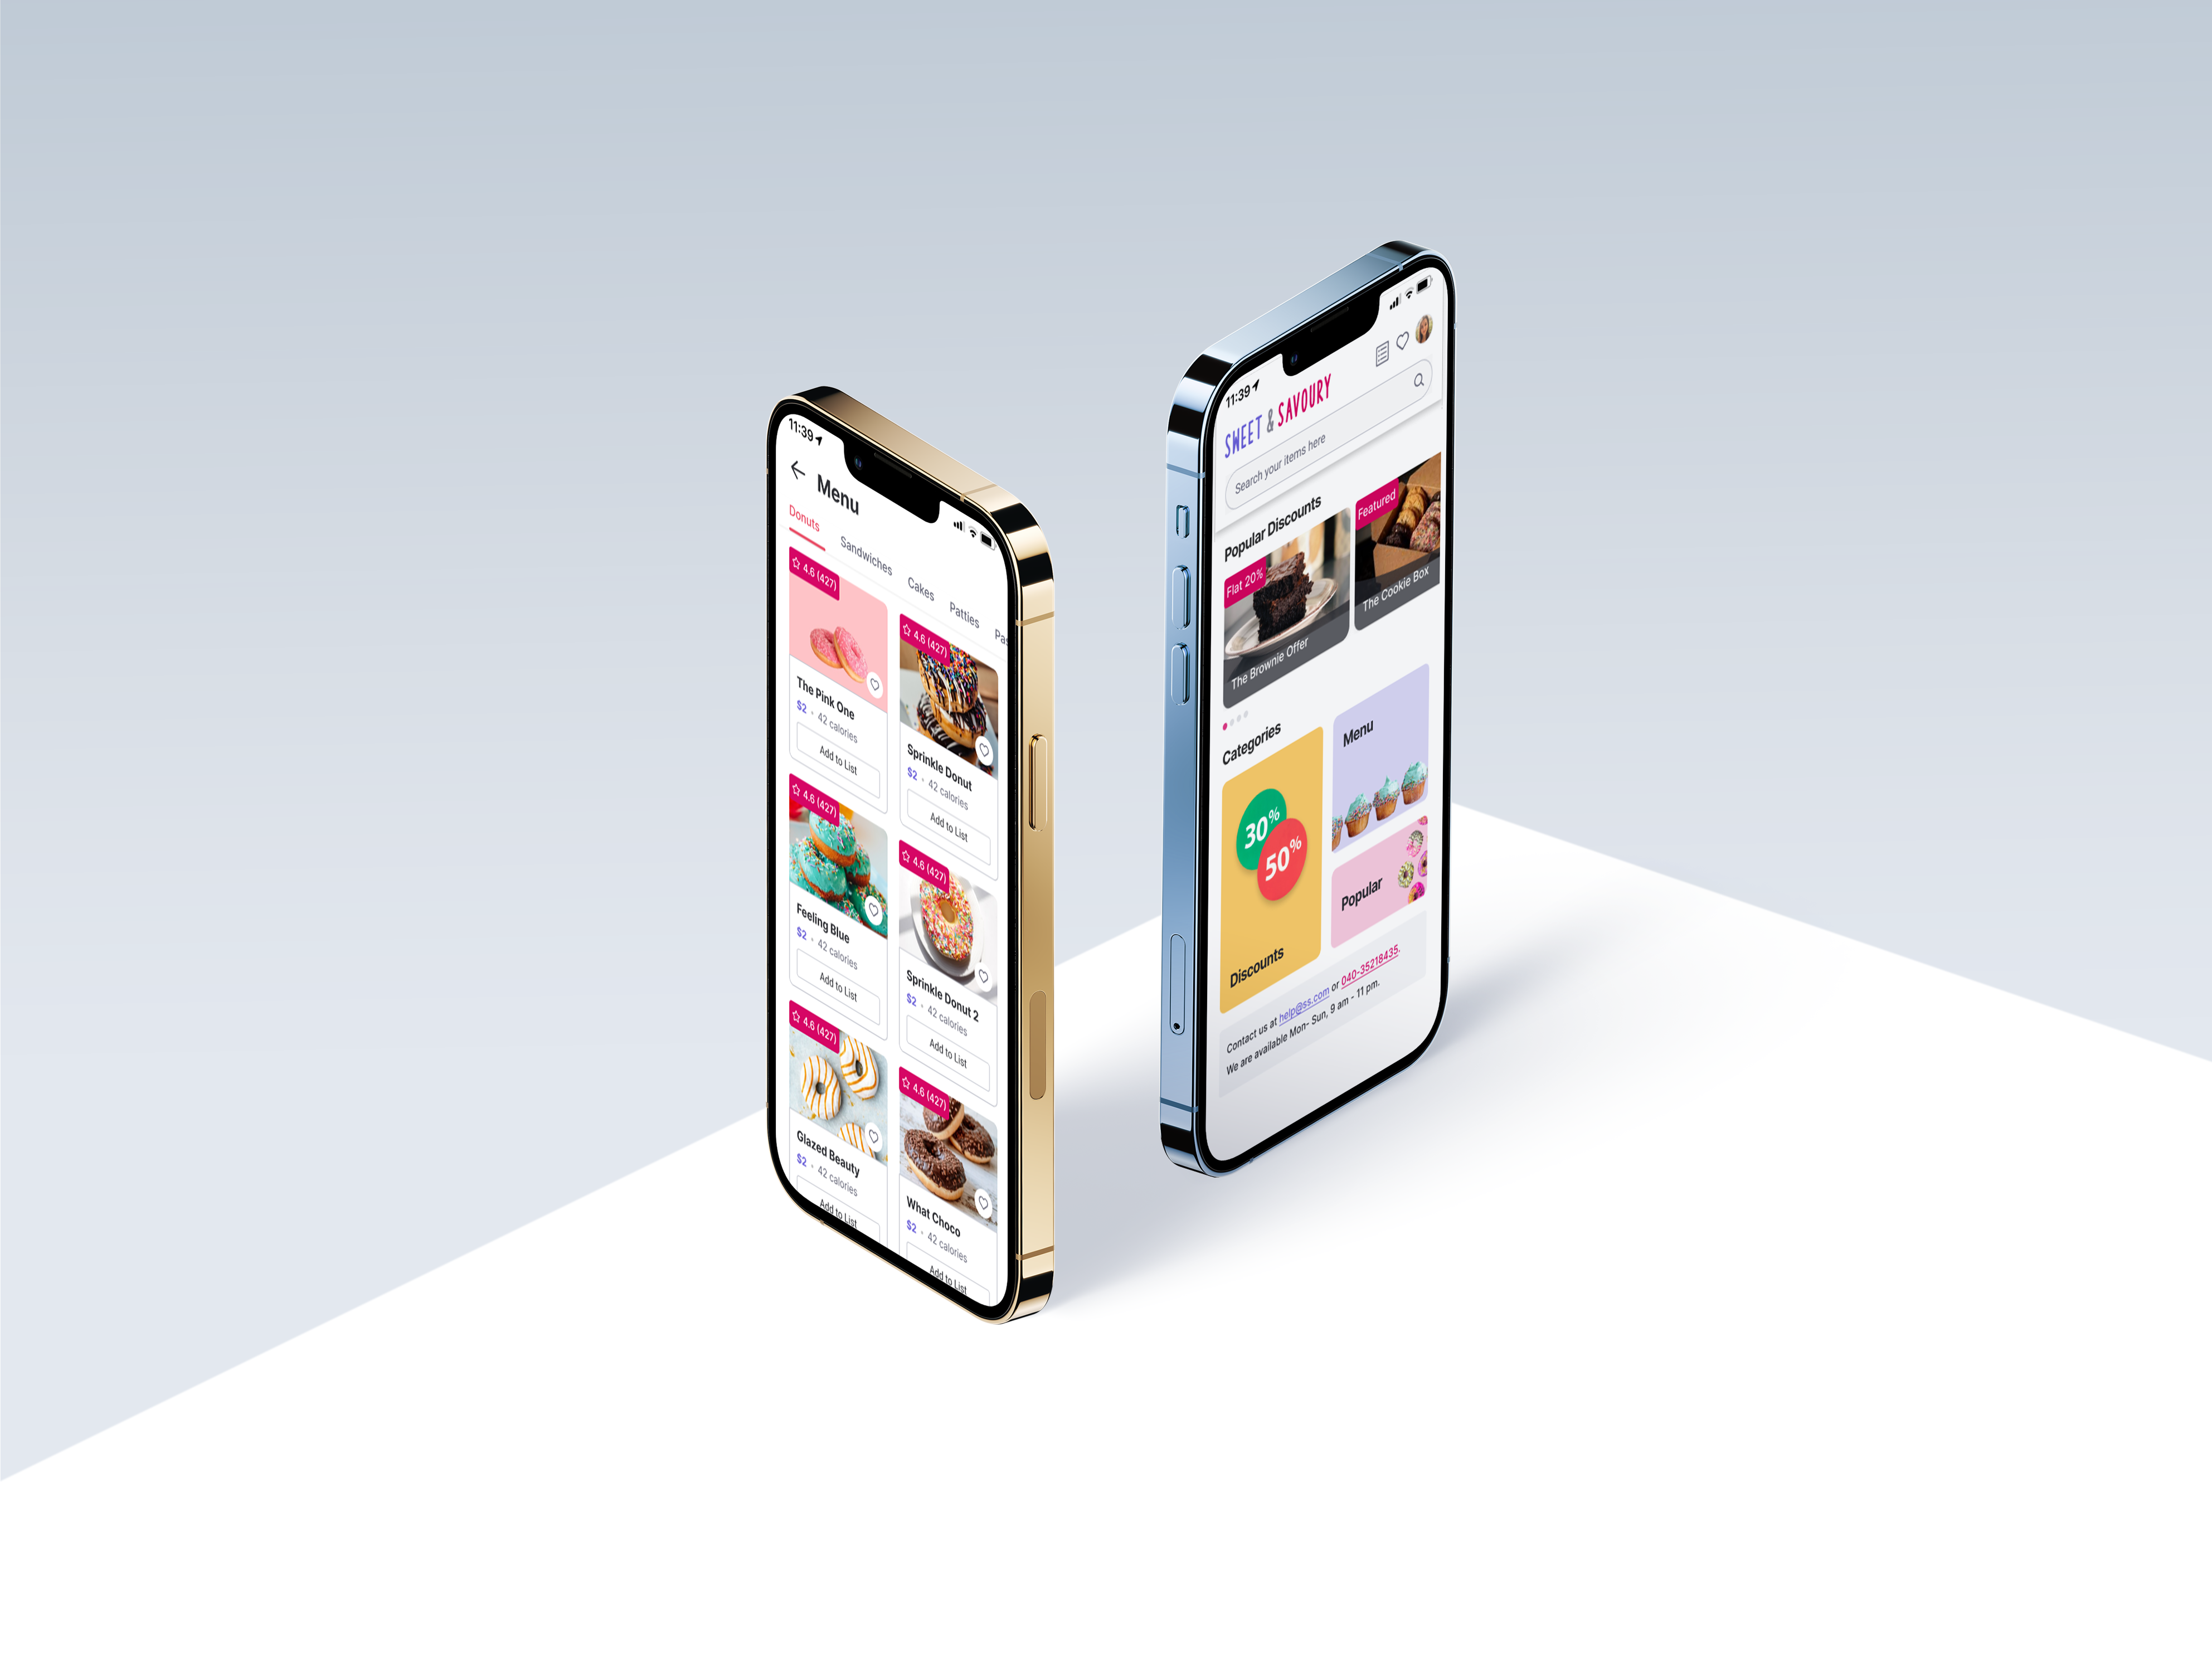 11:39
Menu
Donuts
Sandwiches
Cakes
Patties
Pas
4.6 (427)
The Pink One
$2 • 42 calories
Add to List
4.6 (427)
Sprinkle Donut
$2 • 42 calories
Add to List
4.6 (427)
Feeling Blue
$2 • 42 calories
Add to List
4.6 (427)
Sprinkle Donut 2
$2 • 42 calories
Add to List
4.6 (427)
Glazed Beauty
$2 • 42 calories
Add to List
4.6 (427)
What Choco
$2 • 42 calories
Add to List
11:39
SWEET & SAVOURY
Search your items here
Popular Discounts
Flat 20%
The Brownie Offer
Featured
The Cookie Box
Categories
30%
50%
Discounts
Menu
Popular
Contact us at help@ss.com or 040-35218435.
We are available Mon- Sun, 9 am - 11 pm.